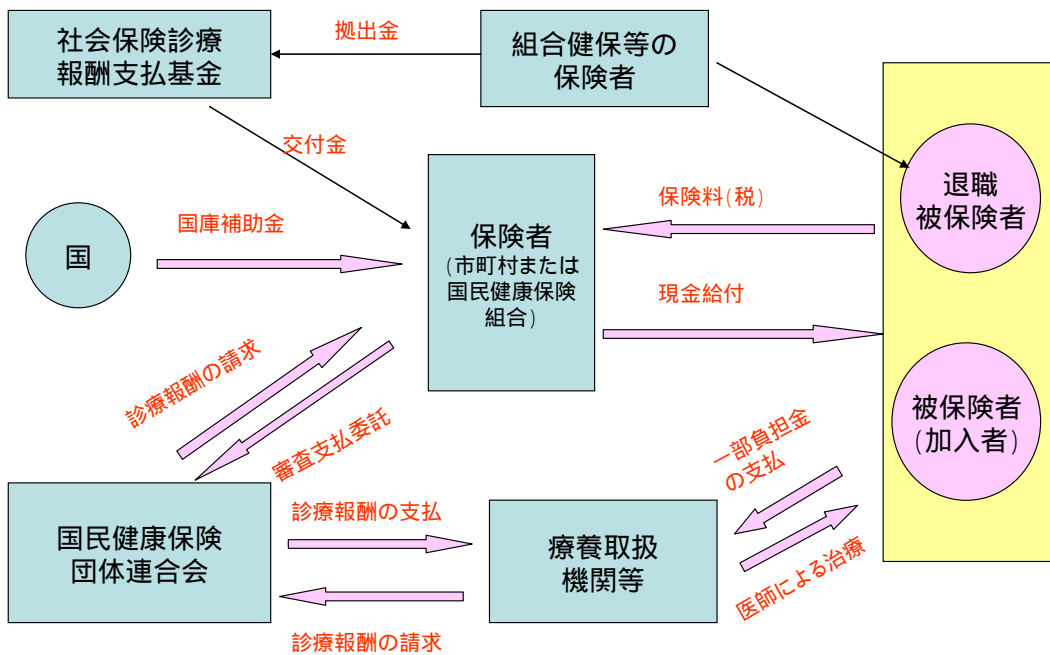 社会保険診療
報酬支払基金
拠出金
組合健保等の
保険者
交付金
退職
被保険者
国
国庫補助金
保険者
(市町村または
国民健康保険
組合)
保険料(税)
現金給付
被保険者
(加入者)
診療報酬の請求
審査支払委託
一部負担金
の支払
国民健康保険
団体連合会
診療報酬の支払
療養取扱
機関等
医師による治療
診療報酬の請求